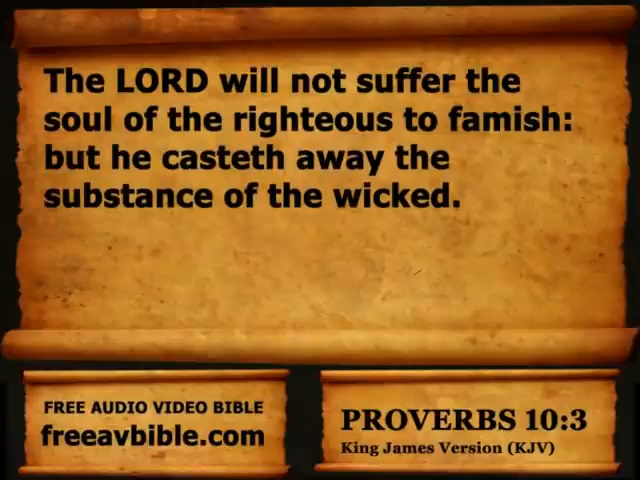 The LORD will not suffer the
soul of the righteous to famish:
but he casteth away the
substance of the wicked.
FREE AUDIO VIDEO BIBLE
freeavbible.com
PROVERBS 10:3
King James Version (KJV)